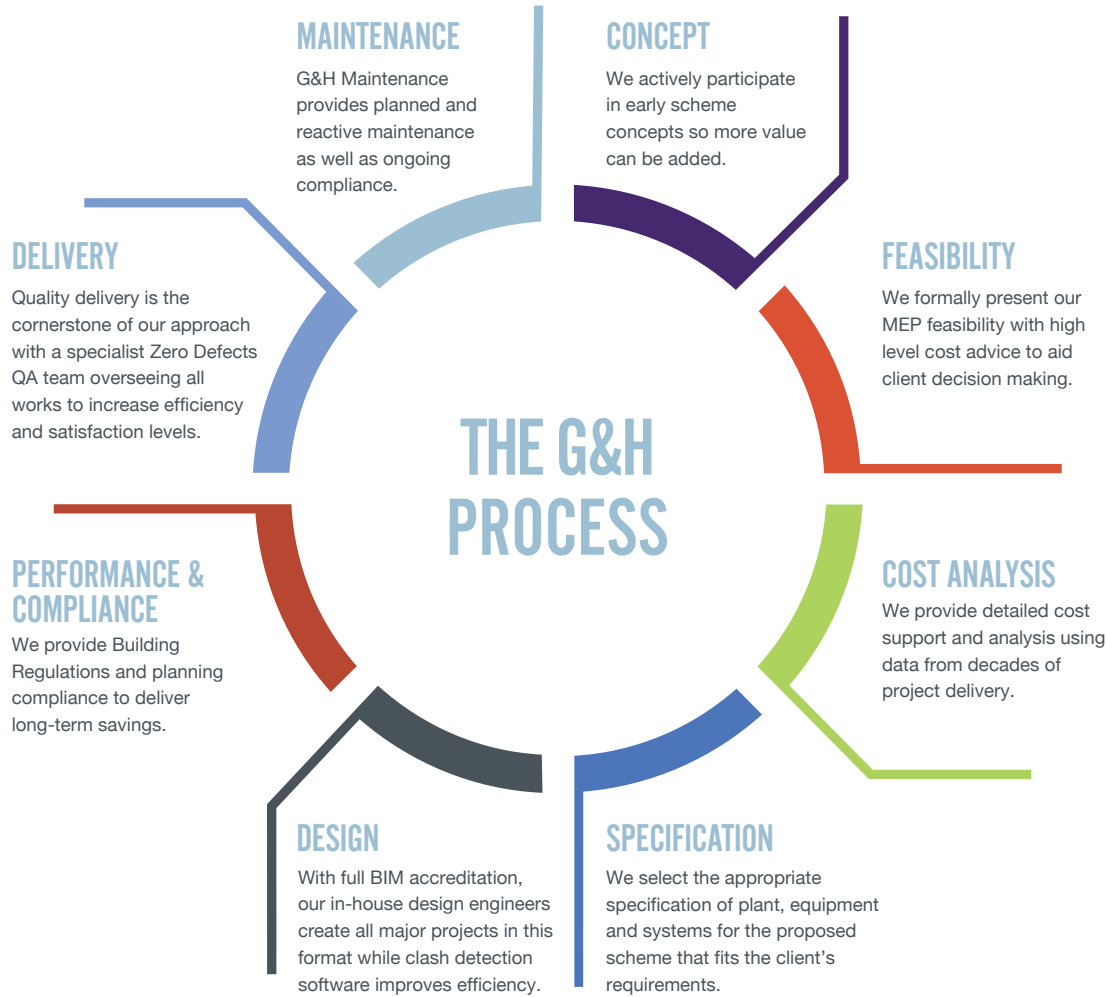 MAINTENANCE
G&H Maintenance
provides planned and
reactive maintenance
as well as ongoing
compliance.
CONCEPT
We actively participate
in early scheme
concepts so more value
can be added.
DELIVERY
Quality delivery is the
cornerstone of our approach
with a specialist Zero Defects
QA team overseeing all
works to increase efficiency
and satisfaction levels.
FEASIBILITY
We formally present our
MEP feasibility with high
level cost advice to aid
client decision making.
THE G&H
PROCESS
PERFORMANCE &
COMPLIANCE
We provide Building
Regulations and planning
compliance to deliver
long-term savings.
COST ANALYSIS
We provide detailed cost
support and analysis using
data from decades of
project delivery.
DESIGN
With full BIM accreditation,
our in-house design engineers
create all major projects in this
format while clash detection
software improves efficiency.
SPECIFICATION
We select the appropriate
specification of plant, equipment
and systems for the proposed
scheme that fits the client’s
requirements.